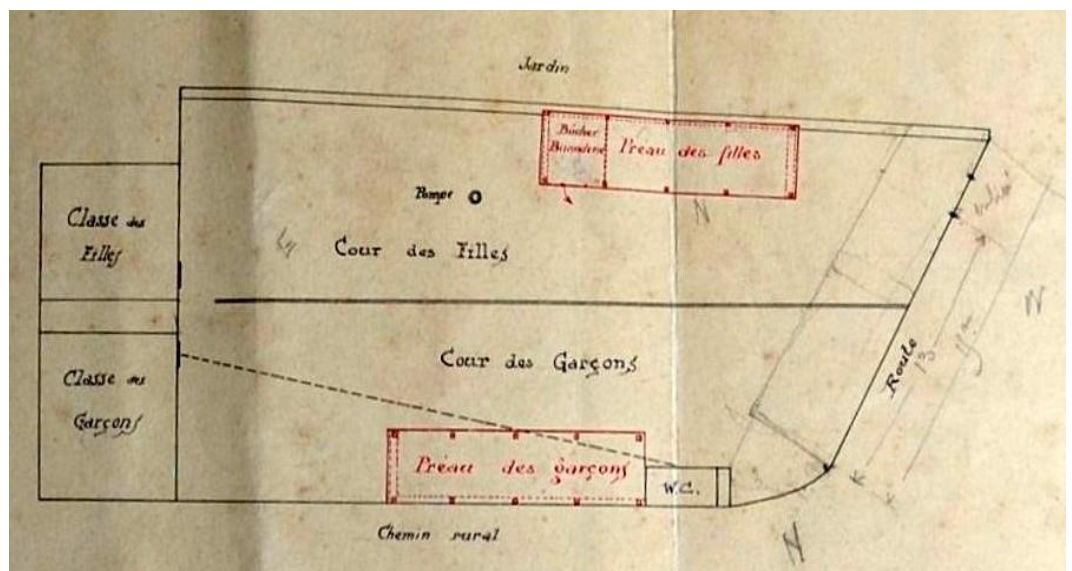 Jardin
Bûcher
Buanderie
Préau des filles
Pompe
Classe des
Filles
Cour des Filles
N
Cour des Garçons
Route
13
N
Classe des
Garçons
Préau des garçons
W.C.
Chemin rural
N